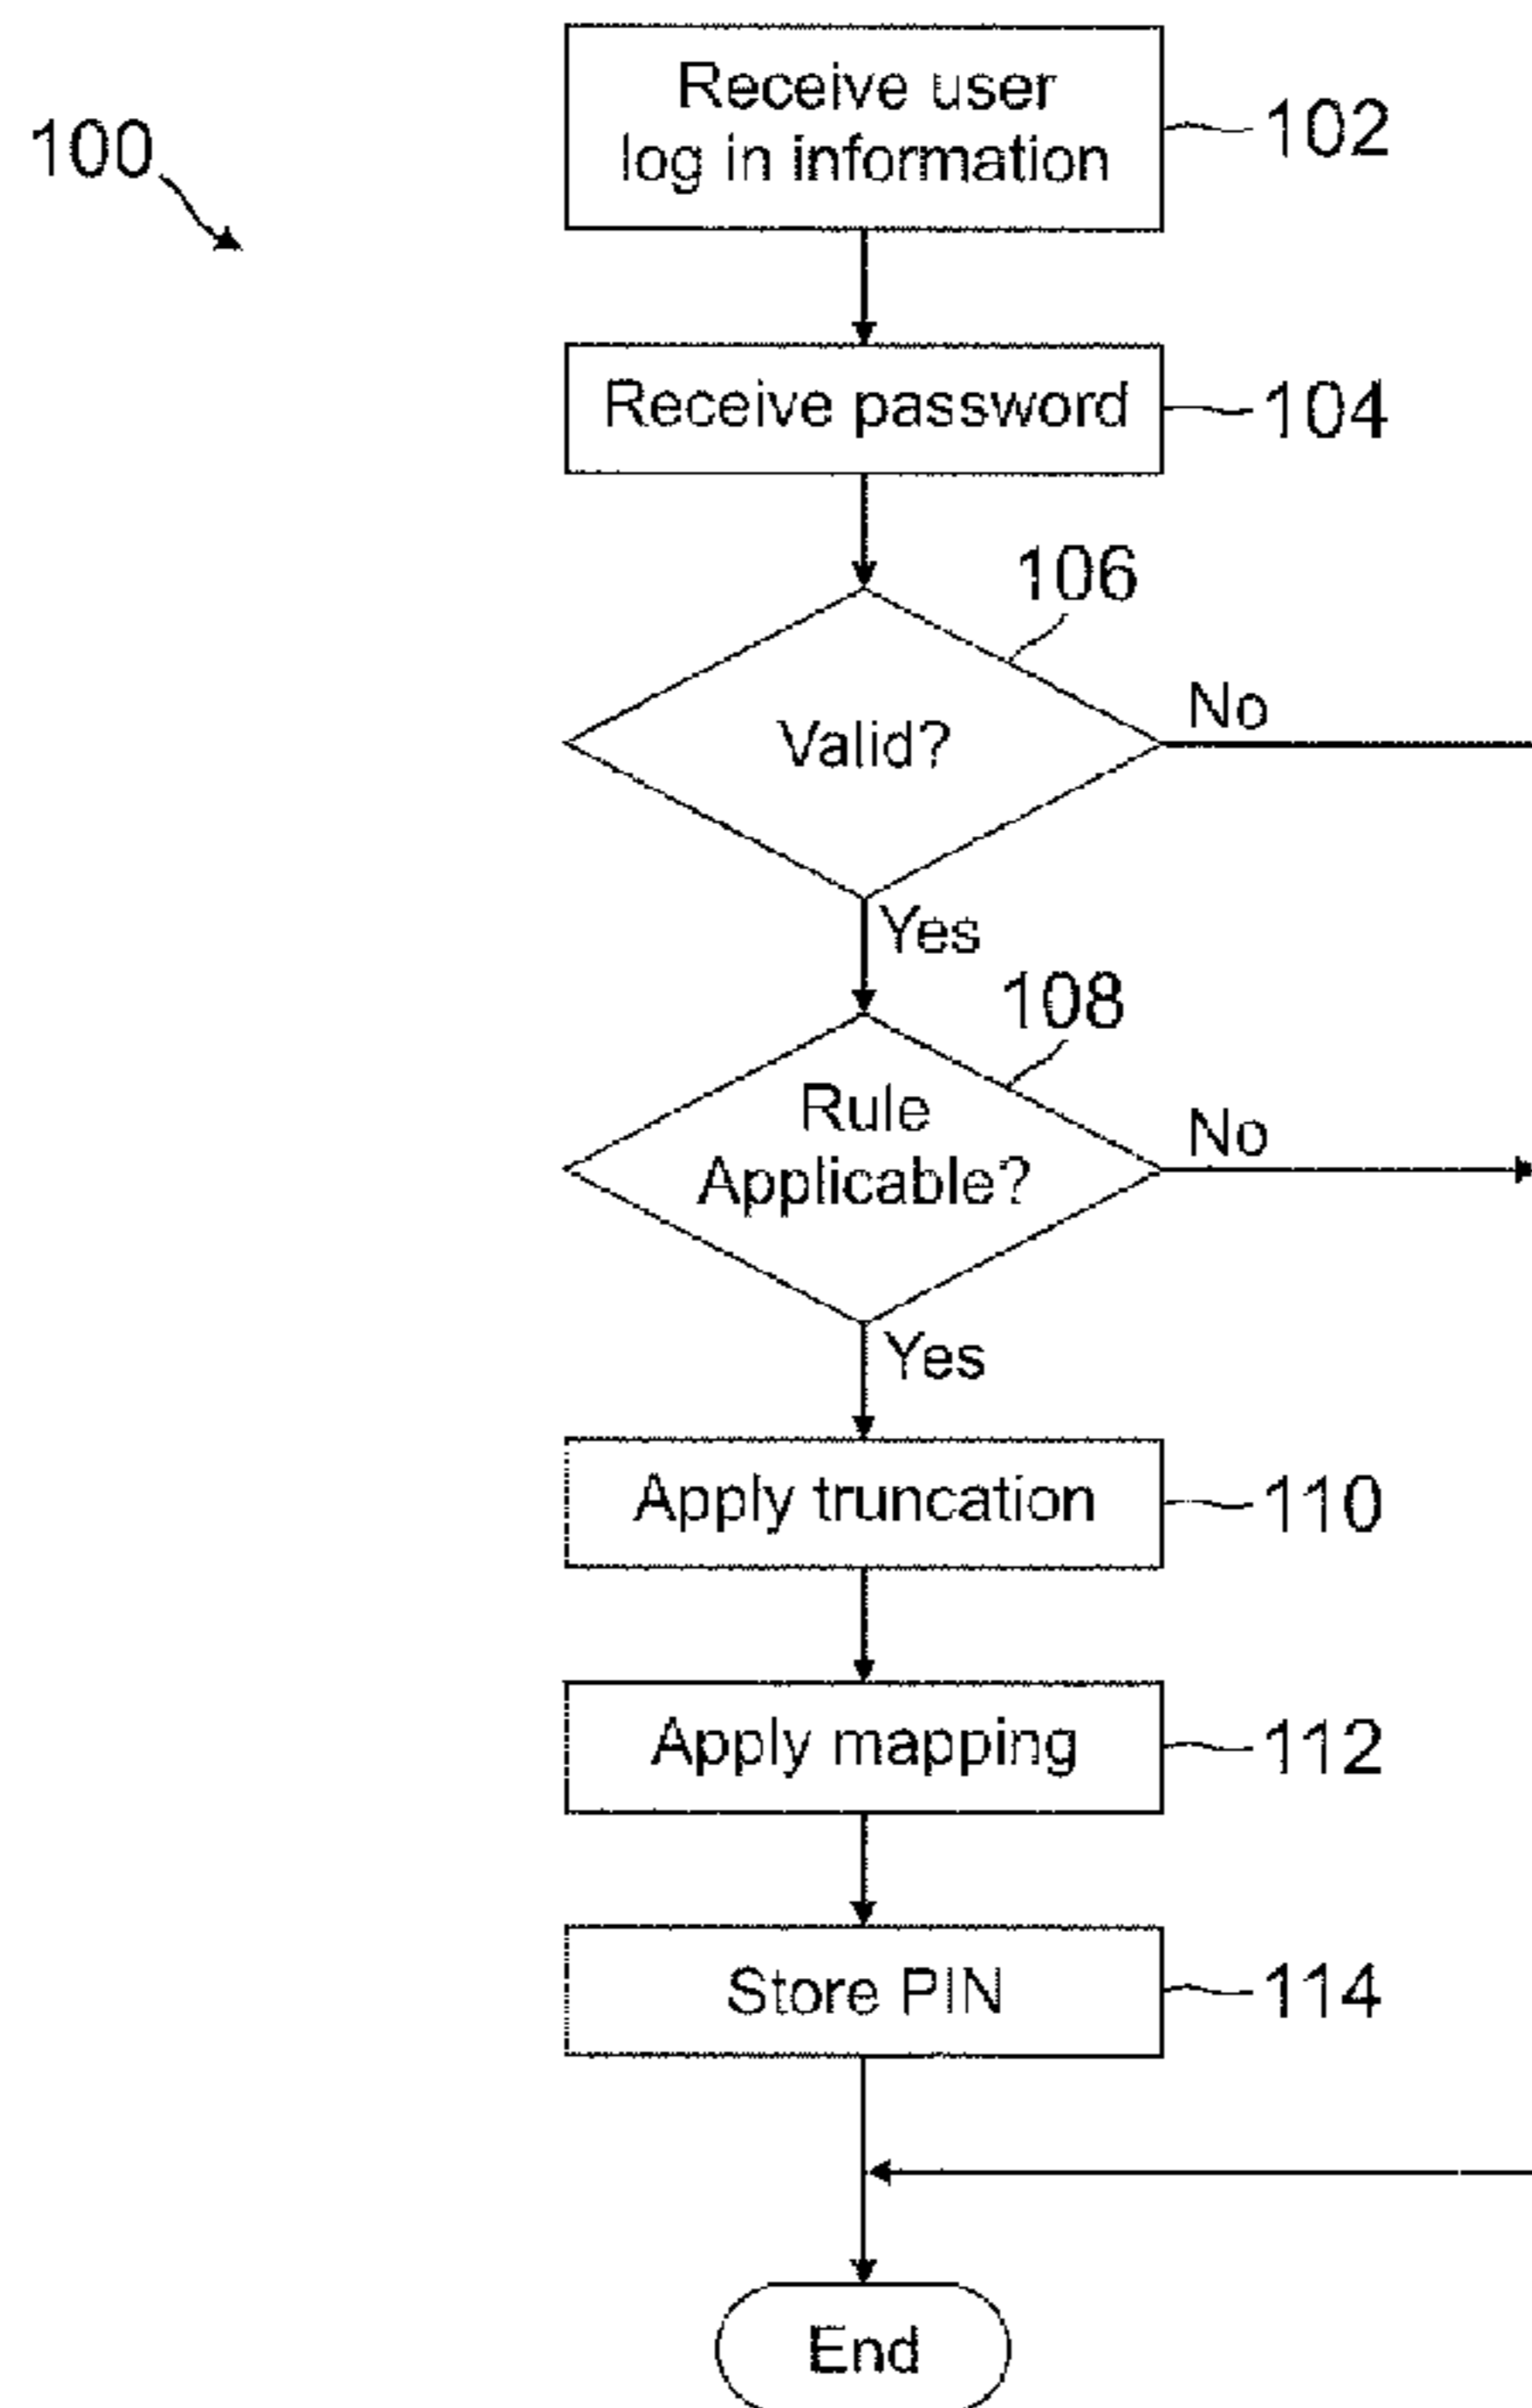 100
Receive user
log in information
102
Receive password
104
106
Valid?
No
Yes
108
Rule
Applicable?
No
Yes
Apply truncation
110
Apply mapping
112
Store PIN
114
End